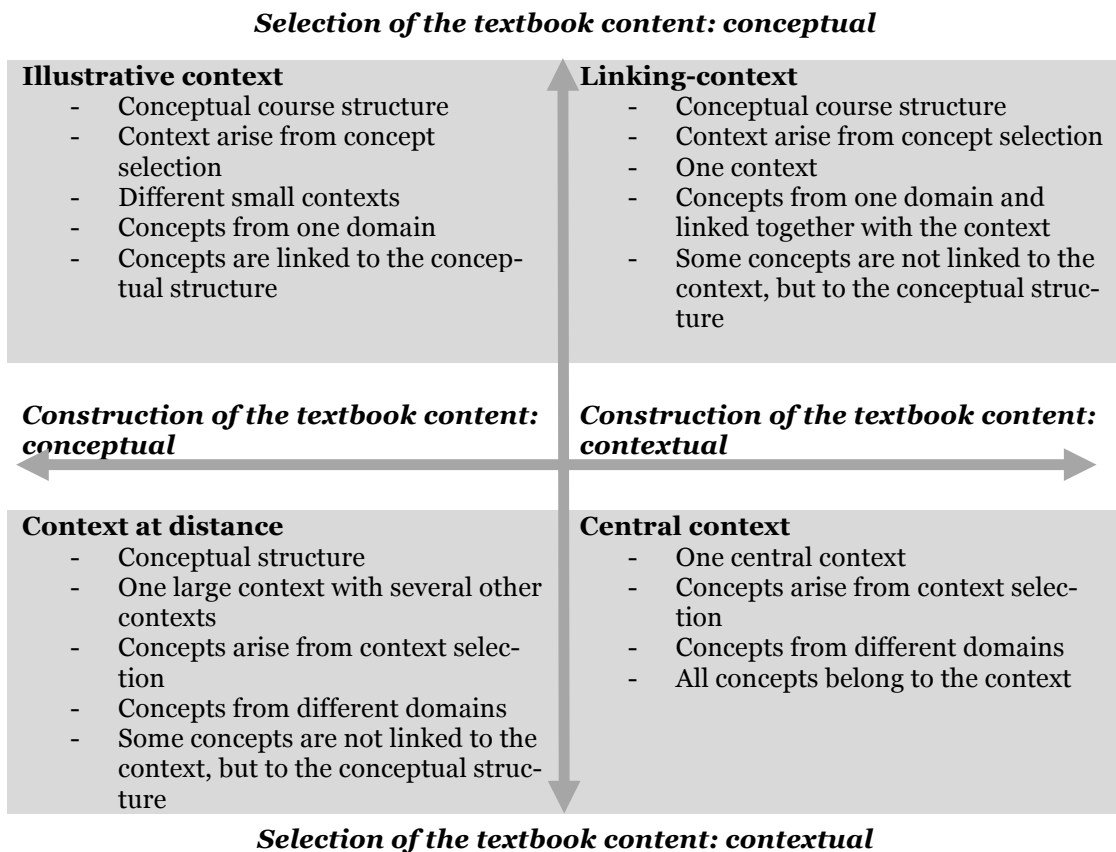 Selection of the textbook content: conceptual
Illustrative context
- Conceptual course structure
- Context arise from concept
selection
- Different small contexts
- Concepts from one domain
- Concepts are linked to the concep-
tual structure
Linking-context
- Conceptual course structure
- Context arise from concept selection
- One context
- Concepts from one domain and
linked together with the context
- Some concepts are not linked to the
context, but to the conceptual struc-
ture
Construction of the textbook content:
conceptual
Construction of the textbook content:
contextual
Context at distance
- Conceptual structure
- One large context with several other
contexts
- Concepts arise from context selec-
tion
- Concepts from different domains
- Some concepts are not linked to the
context, but to the conceptual struc-
ture
Central context
- One central context
- Concepts arise from context selec-
tion
- Concepts from different domains
- All concepts belong to the context
Selection of the textbook content: contextual